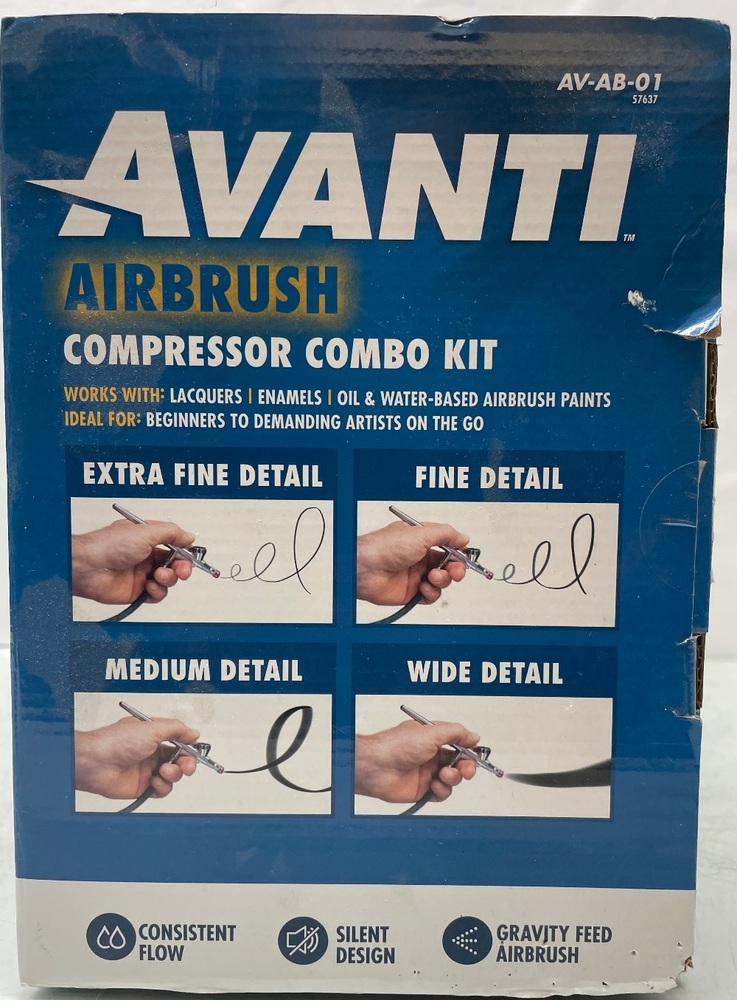 AV-AB-01
57637
AVANTI™
AIRBRUSH
COMPRESSOR COMBO KIT
WORKS WITH: LACQUERS | ENAMELS | OIL & WATER-BASED AIRBRUSH PAINTS
IDEAL FOR: BEGINNERS TO DEMANDING ARTISTS ON THE GO
EXTRA FINE DETAIL
FINE DETAIL
MEDIUM DETAIL
WIDE DETAIL
CONSISTENT
FLOW
SILENT
DESIGN
GRAVITY FEED
AIRBRUSH